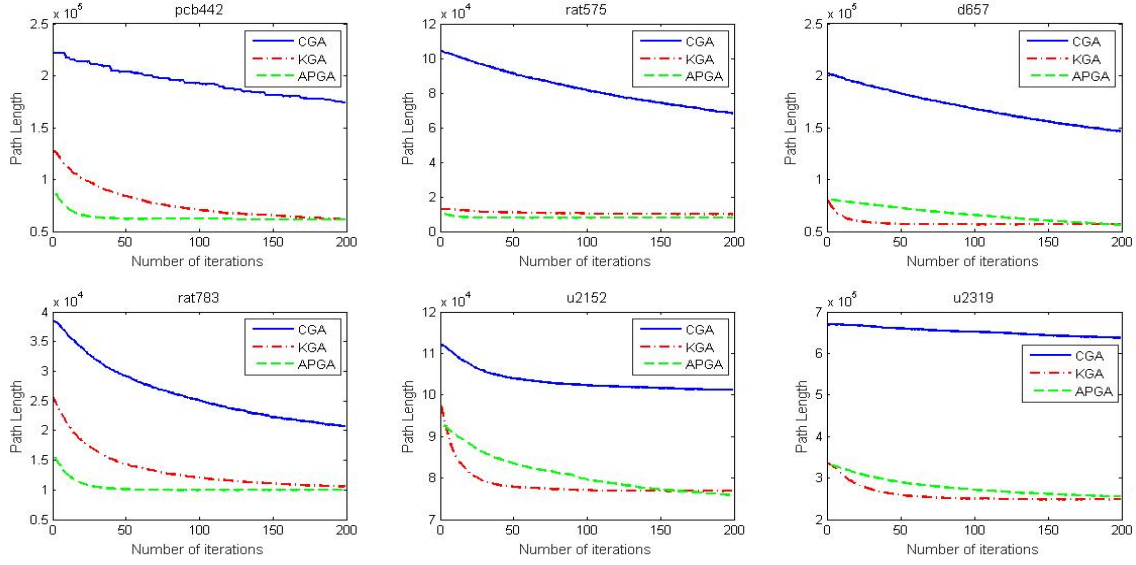 pcb442
x 10^5
2.5
2
1.5
1
0.5
Path Length
0 50 100 150 200
Number of iterations
CGA
KGA
APGA
rat575
x 10^4
12
10
8
6
4
2
0
Path Length
0 50 100 150 200
Number of iterations
CGA
KGA
APGA
d657
x 10^5
2.5
2
1.5
1
0.5
Path Length
0 50 100 150 200
Number of iterations
CGA
KGA
APGA
rat783
x 10^4
4
3.5
3
2.5
2
1.5
1
0.5
Path Length
0 50 100 150 200
Number of iterations
CGA
KGA
APGA
u2152
x 10^4
13
12
11
10
9
8
7
Path Length
0 50 100 150 200
Number of iterations
CGA
KGA
APGA
u2319
x 10^5
7
6
5
4
3
2
Path Length
0 50 100 150 200
Number of iterations
CGA
KGA
APGA